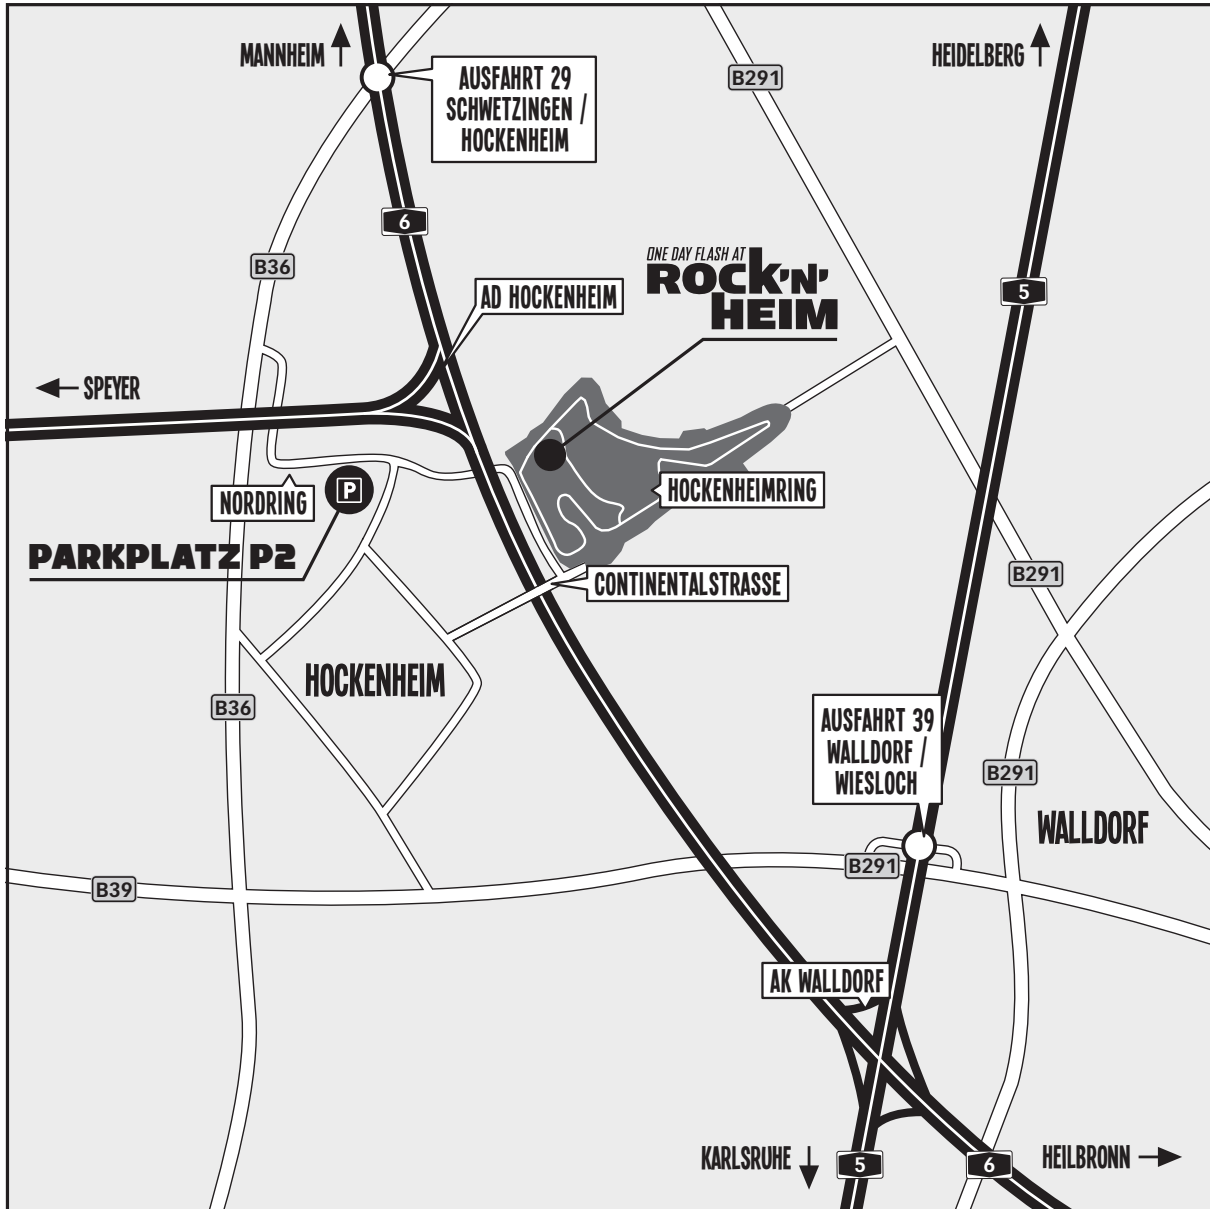 MANNHEIM
HEIDELBERG
B291
AUSFAHRT 29
SCHWETZINGEN /
HOCKENHEIM
6
ONE DAY FLASH AT
ROCK'N'
HEIM
B36
AD HOCKENHEIM
5
SPEYER
NORDRING
P
HOCKENHEIMRING
PARKPLATZ P2
CONTINENTALSTRASSE
B291
HOCKENHEIM
B36
AUSFAHRT 39
WALLDORF /
WIESLOCH
B291
WALLDORF
B39
B291
AK WALLDORF
KARLSRUHE
5
6
HEILBRONN